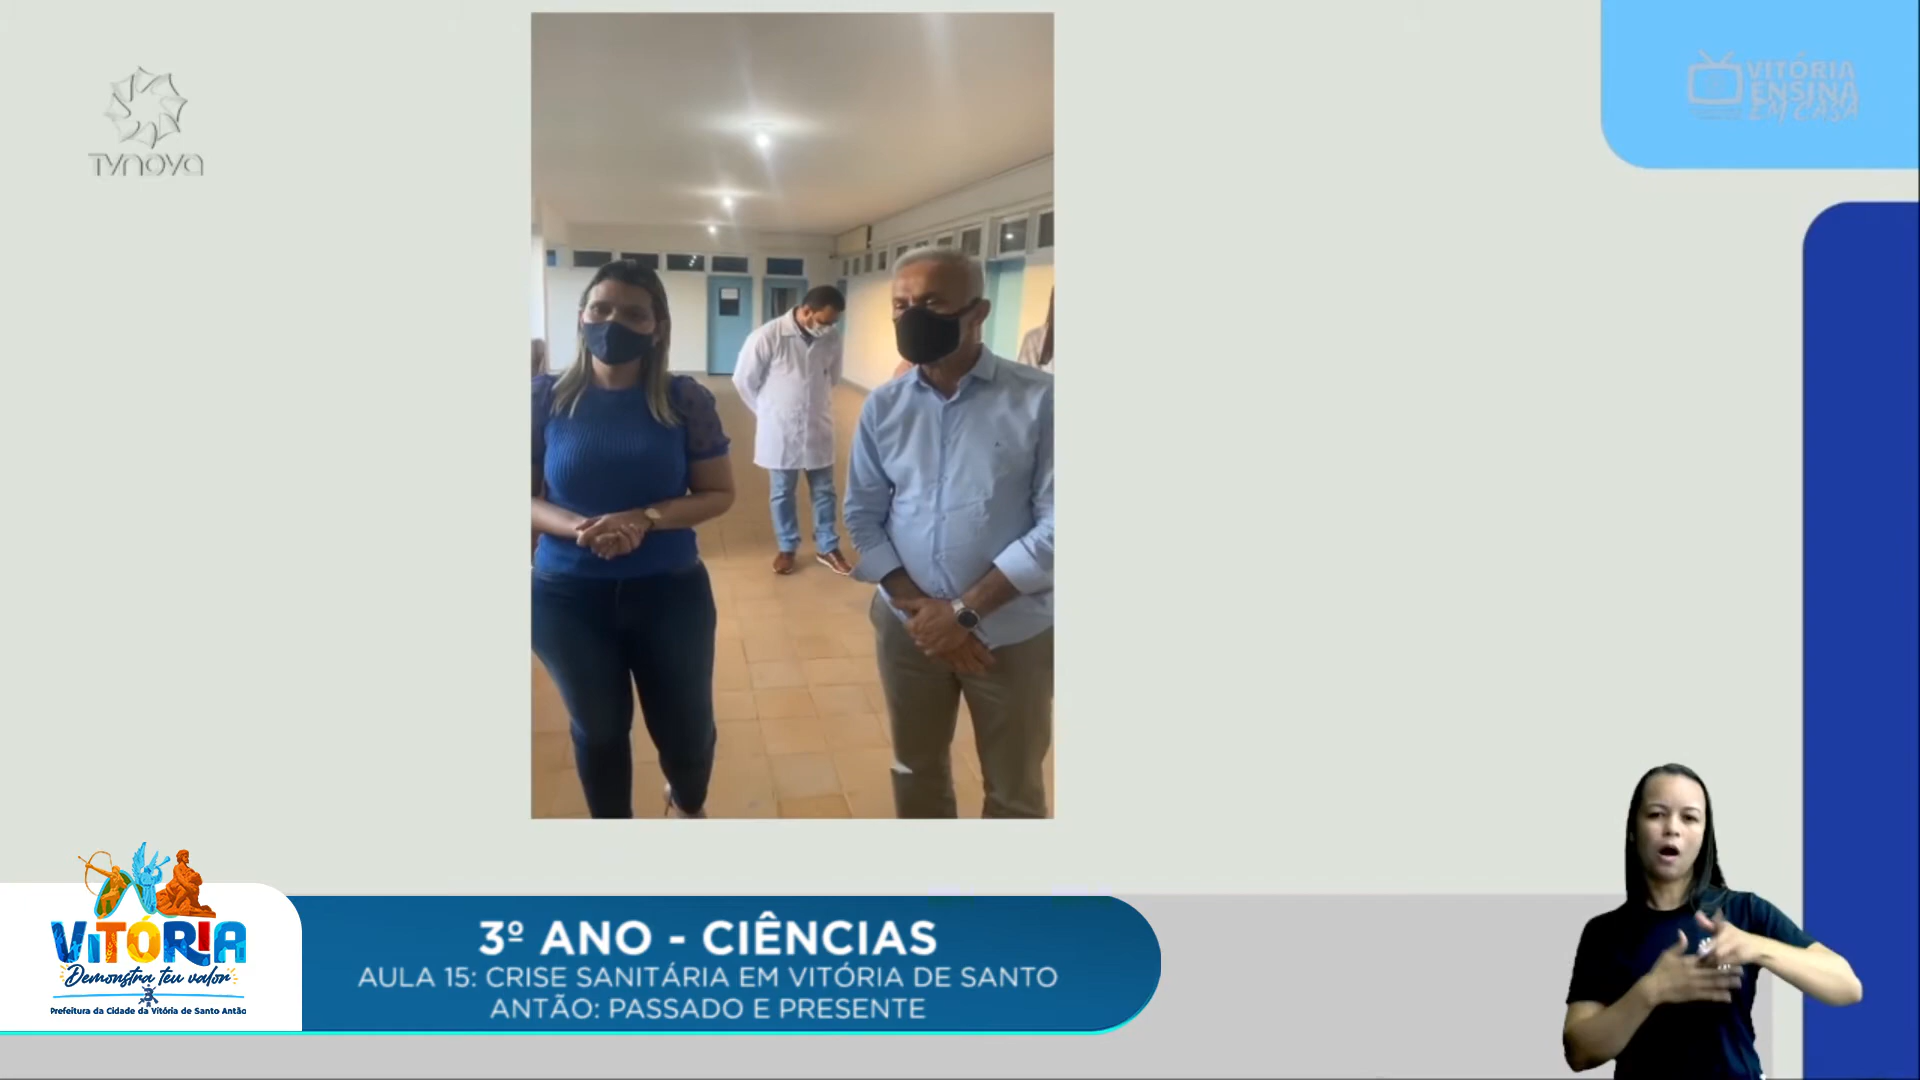 TVNOVA
VITÓRIA
ENSINA
EM CASA
VITÓRIA
Demonstra teu valor
Prefeitura da Cidade da Vitória de Santo Antão
3º ANO - CIÊNCIAS
AULA 15: CRISE SANITÁRIA EM VITÓRIA DE SANTO
ANTÃO: PASSADO E PRESENTE